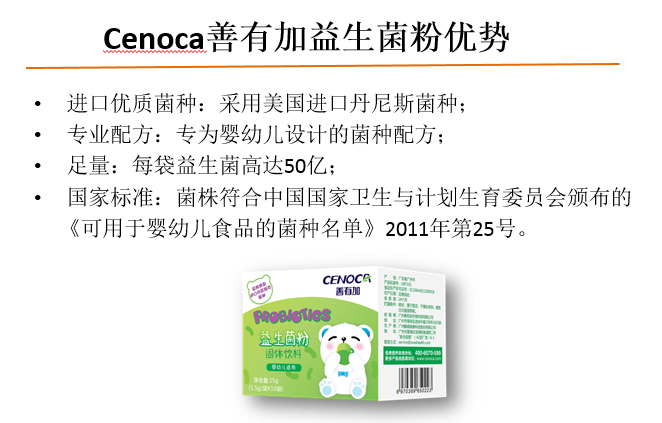 Cenoca善有加益生菌粉优势
• 进口优质菌种：采用美国进口丹尼斯菌种；
• 专业配方：专为婴幼儿设计的菌种配方；
• 足量：每袋益生菌高达50亿；
• 国家标准：菌株符合中国国家卫生与计划生育委员会颁布的
《可用于婴幼儿食品的菌种名单》2011年第25号。
CENOCA
善有加
PROBIOTICS
益生菌粉
固体饮料
婴幼儿适用
净含量:15g
(1.5g/袋X10袋)
400-8070-599
6970389650223